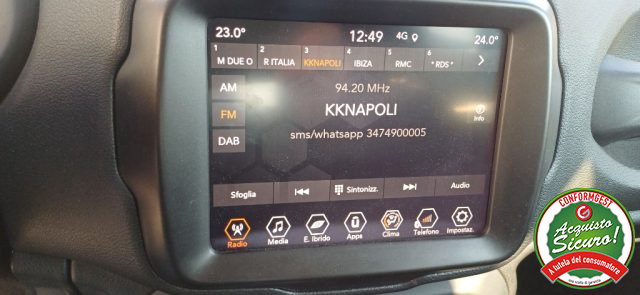 23.0° 12:49 4G 24.0°
1 2 3 4 5 6
M DUE O R ITALIA KKNAPOLI IBIZA RMC * RDS *
AM 94.20 MHz
FM KKNAPOLI Info
sms/whatsapp 3474900005
DAB
Sfoglia Sintonizz. Audio
Radio Media E. Ibrido Apps Clima Telefono Impostaz.
CONFORMGEST
Acquisto
Sicuro!
A tutela del consumatore